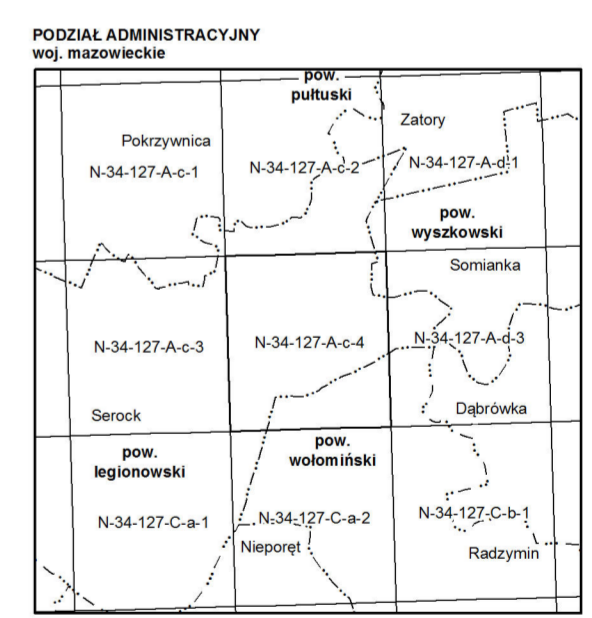 PODZIAŁ ADMINISTRACYJNY
woj. mazowieckie
pow.
pułtuski
Zatory
Pokrzywnica
N-34-127-A-c-1
N-34-127-A-c-2
N-34-127-A-d-1
pow.
wyszkowski
Somianka
N-34-127-A-c-3
N-34-127-A-c-4
N-34-127-A-d-3
Serock
Dąbrówka
pow.
legionowski
pow.
wołomiński
N-34-127-C-a-1
N-34-127-C-a-2
N-34-127-C-b-1
Nieporęt
Radzymin